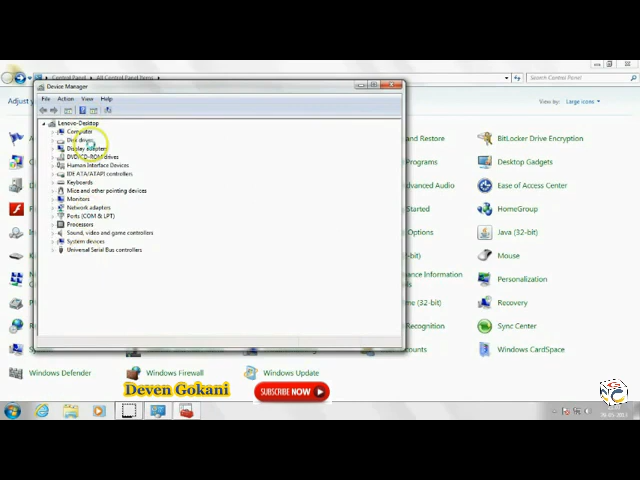 Control Panel
All Control Panel Items
Search Control Panel
Device Manager
File Action View Help
Adjust your
View by: Large icons
Lenovo-Desktop
Computer
Disk drives
Display adapters
DVD/CD-ROM drives
Human Interface Devices
IDE ATA/ATAPI controllers
Keyboards
Mice and other pointing devices
Monitors
Network adapters
Ports (COM & LPT)
Processors
Sound, video and game controllers
System devices
Universal Serial Bus controllers
and Restore
BitLocker Drive Encryption
Desktop Gadgets
Ease of Access Center
Started
HomeGroup
Java (32-bit)
Mouse
Information
Personalization
(32-bit)
Recovery
Recognition
Sync Center
Windows CardSpace
Windows Defender
Windows Firewall
Windows Update
Deven Gokani
SUBSCRIBE NOW